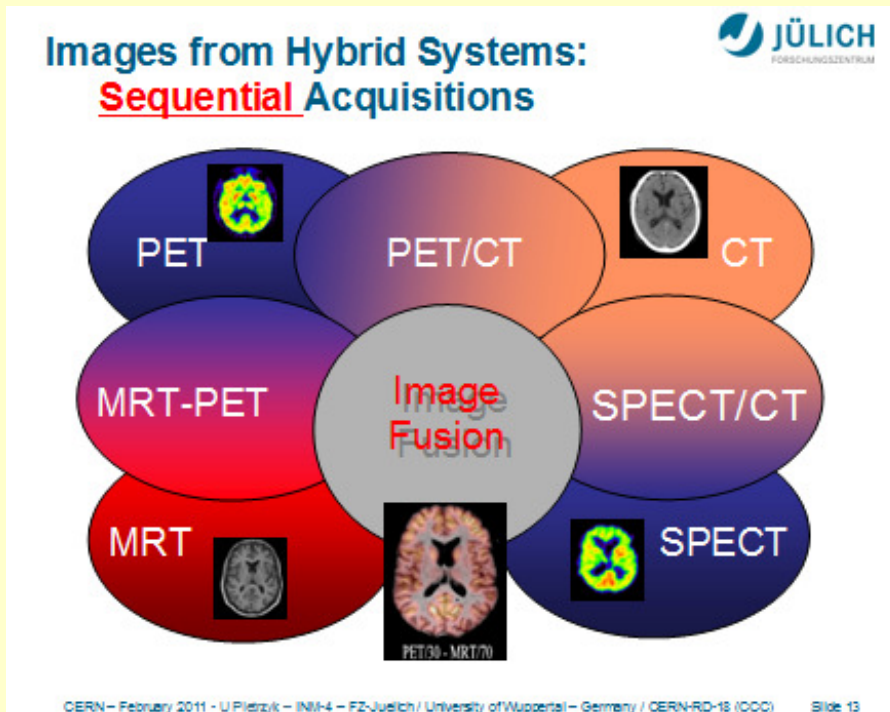 Images from Hybrid Systems:
Sequential Acquisitions
JÜLICH
FORSCHUNGSZENTRUM
PET
PET/CT
CT
MRT-PET
Image
Fusion
SPECT/CT
MRT
SPECT
PET/30 - MRT/70
CERN – February 2011 - U Pietrzyk – INM-4 – FZ-Juelich / University of Wuppertal – Germany / CERN-RD-18 (CCC) Slide 13